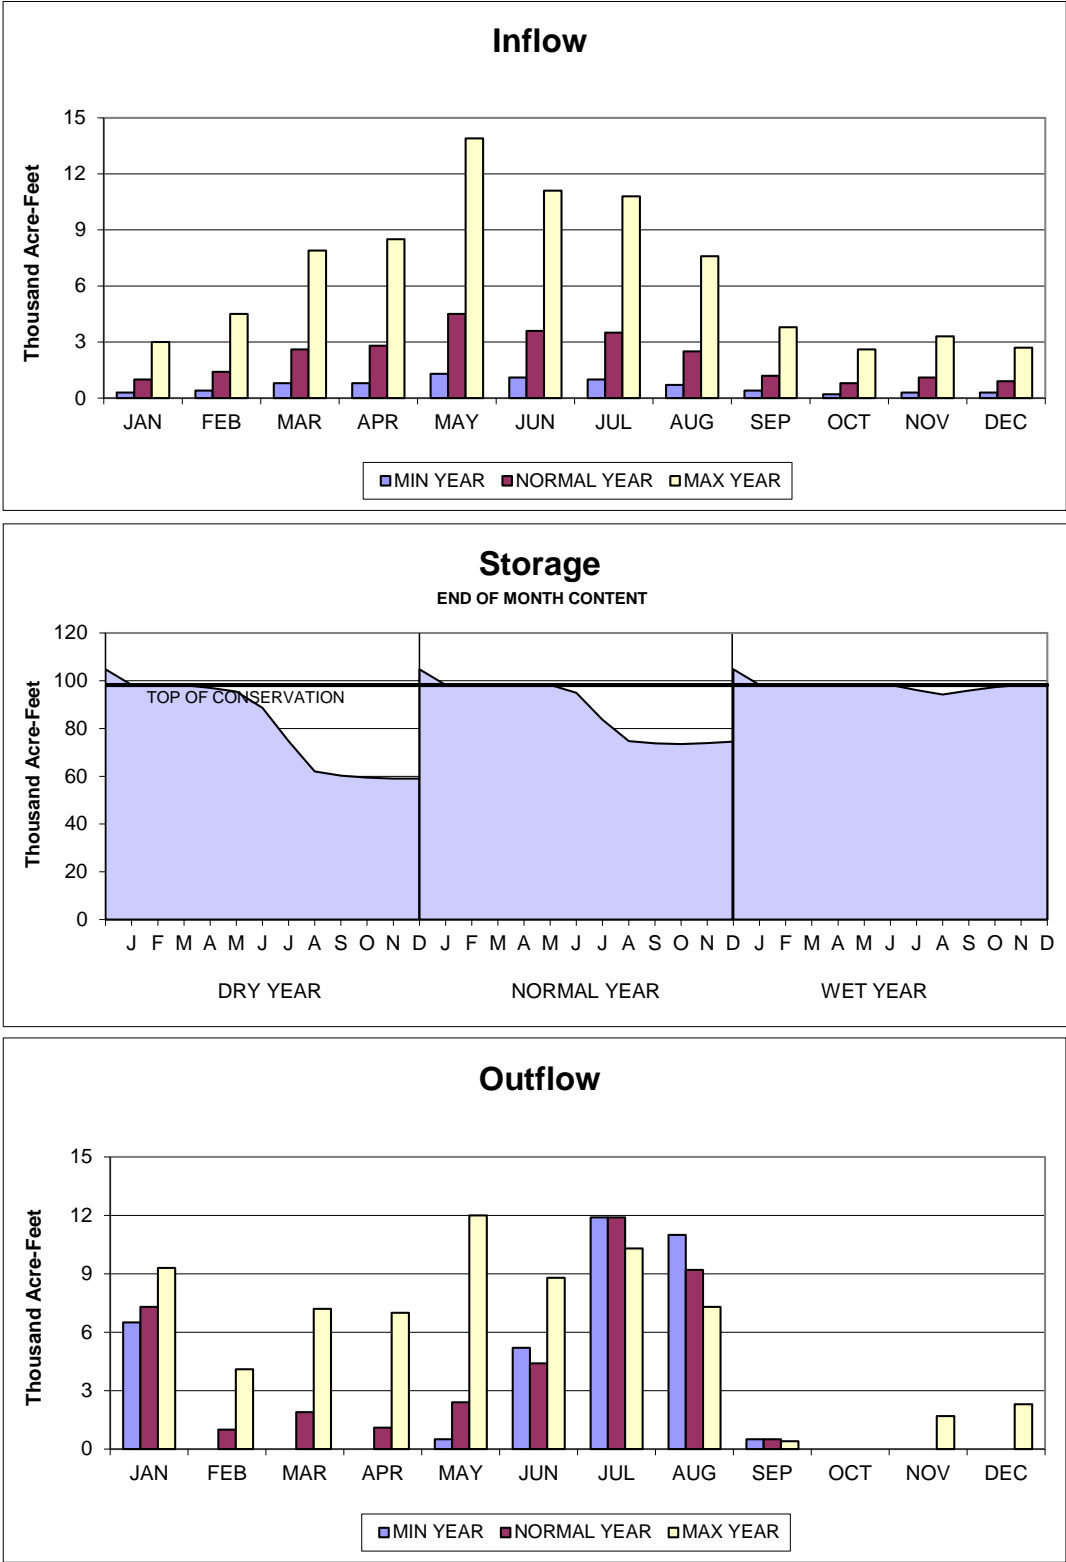 Inflow
Thousand Acre-Feet
15
12
9
6
3
0
JAN FEB MAR APR MAY JUN JUL AUG SEP OCT NOV DEC
MIN YEAR NORMAL YEAR MAX YEAR
Storage
END OF MONTH CONTENT
Thousand Acre-Feet
120
100
80
60
40
20
0
TOP OF CONSERVATION
J F M A M J J A S O N D J F M A M J J A S O N D J F M A M J J A S O N D
DRY YEAR NORMAL YEAR WET YEAR
Outflow
Thousand Acre-Feet
15
12
9
6
3
0
JAN FEB MAR APR MAY JUN JUL AUG SEP OCT NOV DEC
MIN YEAR NORMAL YEAR MAX YEAR